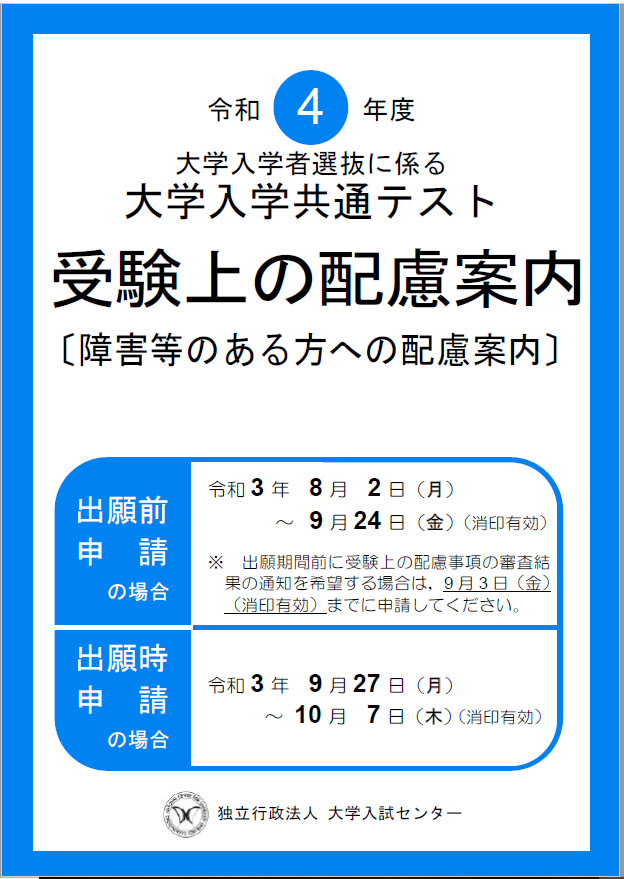 令和 4 年度
大学入学者選抜に係る
大学入学共通テスト
受験上の配慮案内
〔障害等のある方への配慮案内〕
出願前
申 請
の場合
令和 3 年 8 月 2 日（月）
～ 9 月 24 日（金）（消印有効）
※ 出願期間前に受験上の配慮事項の審査結
果の通知を希望する場合は，９月３日（金）
（消印有効）までに申請してください。
出願時
申 請
の場合
令和 3 年 9 月 27 日（月）
～ 10 月 7 日（木）（消印有効）
独立行政法人 大学入試センター